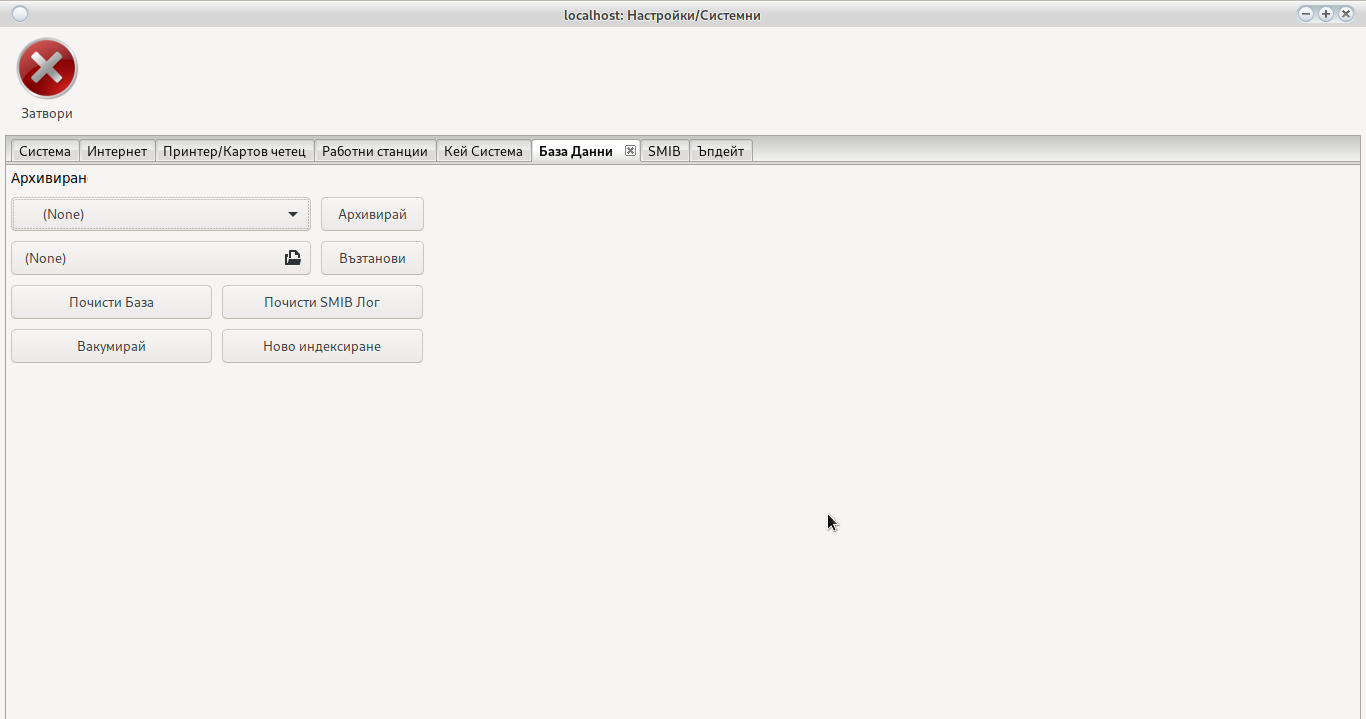 localhost: Настройки/Системни
Затвори
Система Интернет Принтер/Картов четец Работни станции Кей Система База Данни SMIB Ъпдейт
Архивиран
(None) Архивирай
(None) Възтанови
Почисти База Почисти SMIB Лог
Вакумирай Ново индексиране